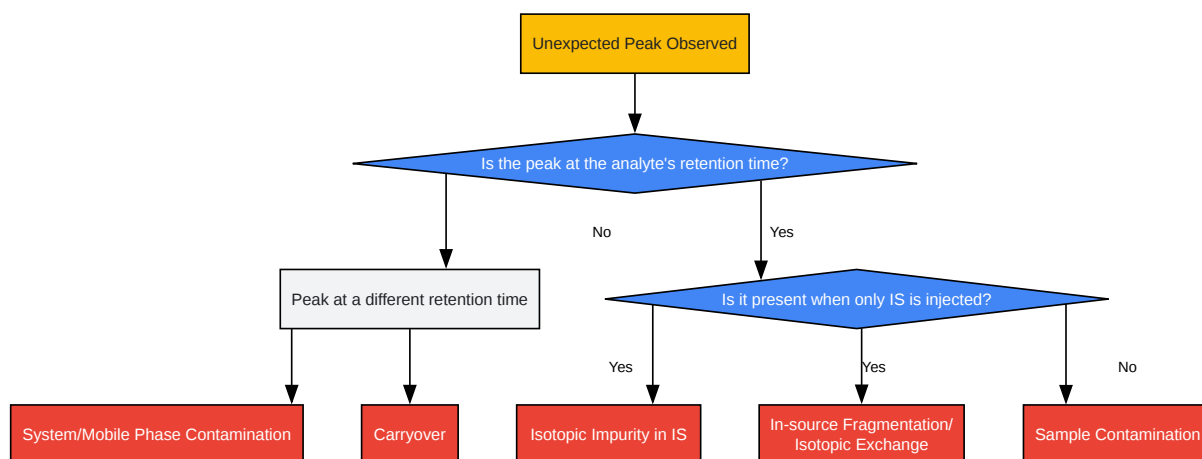 Unexpected Peak Observed
Is the peak at the analyte's retention time?
No
Yes
Peak at a different retention time
Is it present when only IS is injected?
Yes
Yes
No
System/Mobile Phase Contamination
Carryover
Isotopic Impurity in IS
In-source Fragmentation/
Isotopic Exchange
Sample Contamination